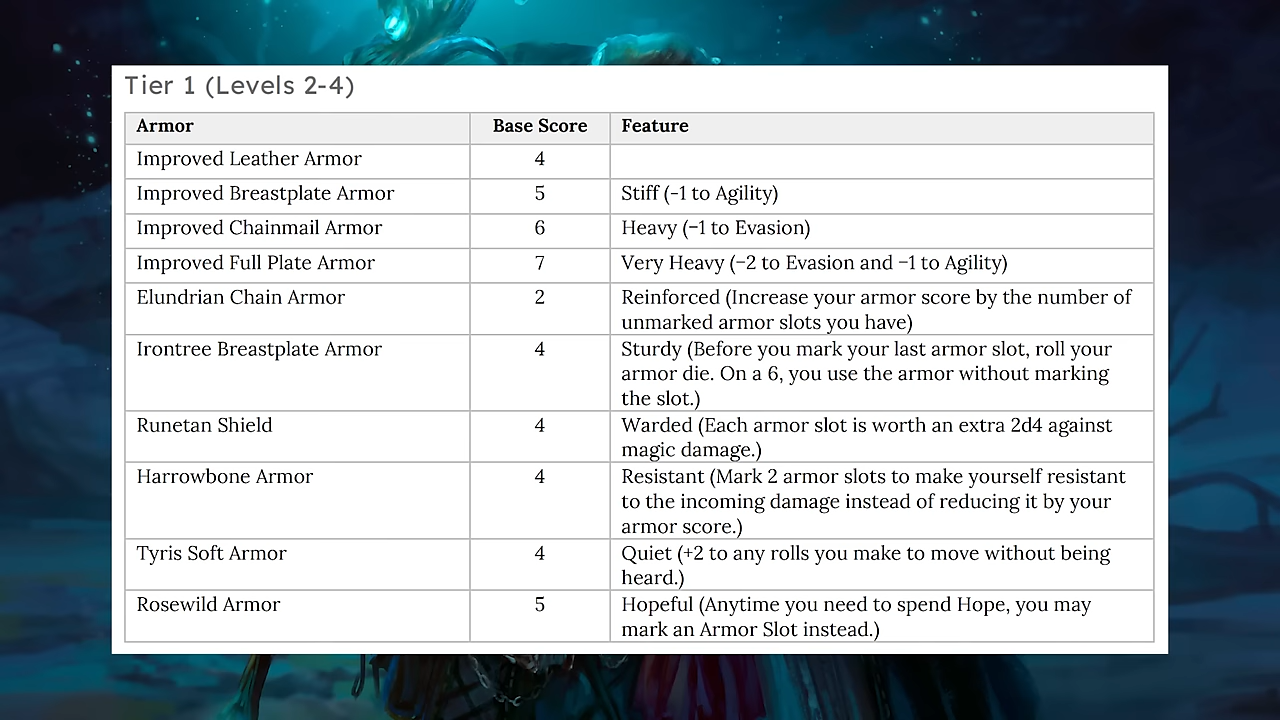 Tier 1 (Levels 2-4)
Armor Base Score Feature
Improved Leather Armor 4
Improved Breastplate Armor 5 Stiff (-1 to Agility)
Improved Chainmail Armor 6 Heavy (−1 to Evasion)
Improved Full Plate Armor 7 Very Heavy (−2 to Evasion and −1 to Agility)
Elundrian Chain Armor 2 Reinforced (Increase your armor score by the number of
unmarked armor slots you have)
Irontree Breastplate Armor 4 Sturdy (Before you mark your last armor slot, roll your
armor die. On a 6, you use the armor without marking
the slot.)
Runetan Shield 4 Warded (Each armor slot is worth an extra 2d4 against
magic damage.)
Harrowbone Armor 4 Resistant (Mark 2 armor slots to make yourself resistant
to the incoming damage instead of reducing it by your
armor score.)
Tyris Soft Armor 4 Quiet (+2 to any rolls you make to move without being
heard.)
Rosewild Armor 5 Hopeful (Anytime you need to spend Hope, you may
mark an Armor Slot instead.)